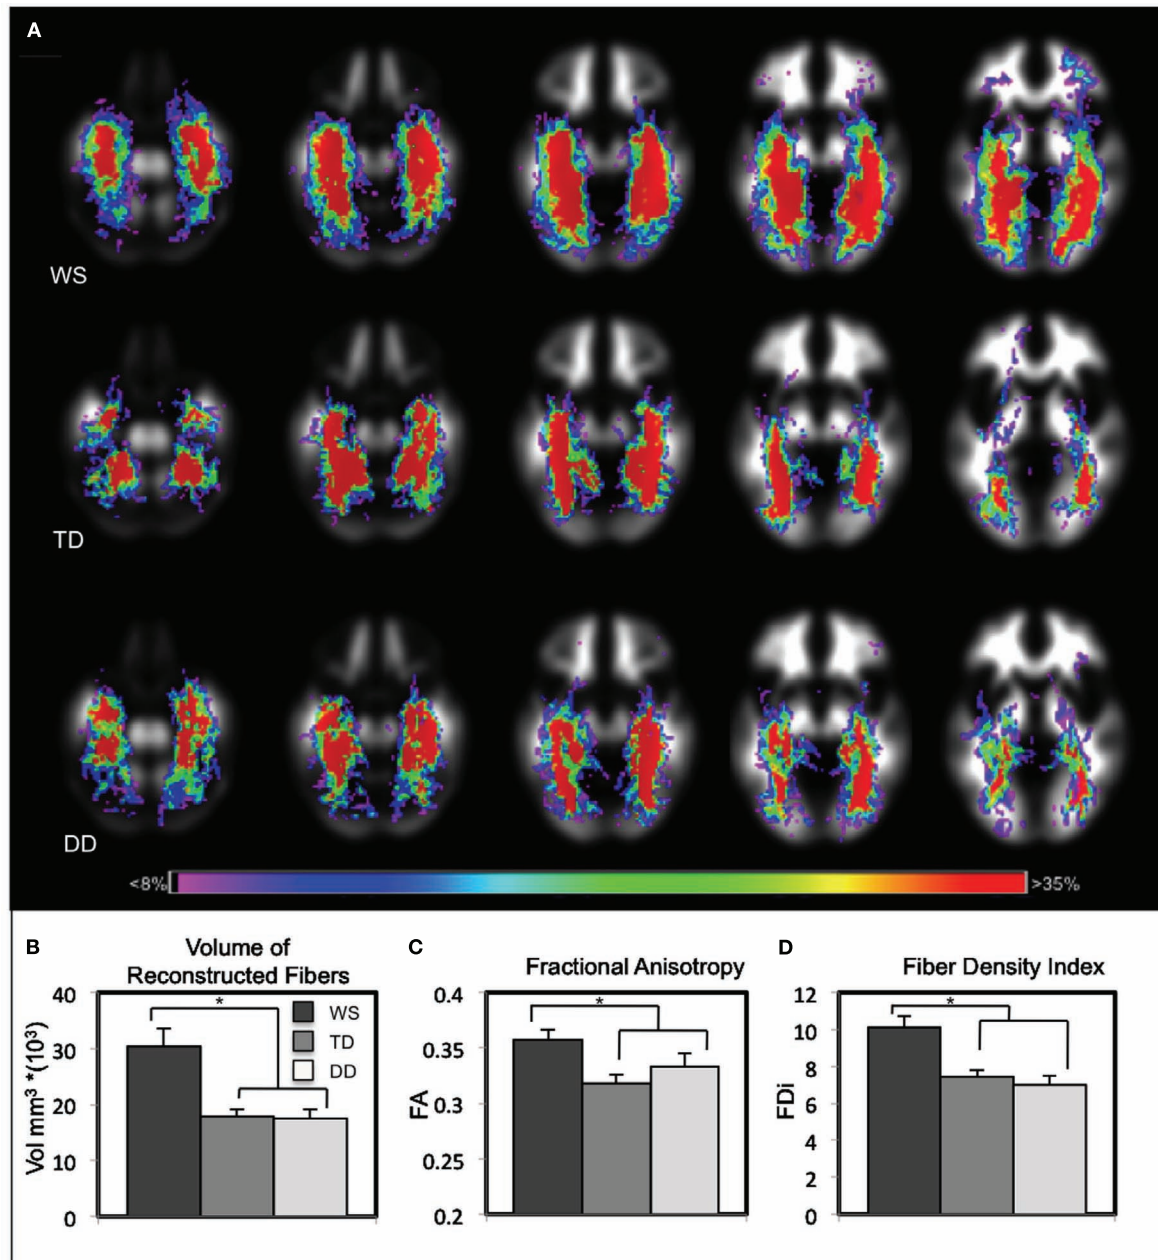 A
WS
TD
DD
<8%
>35%
B
Volume of
Reconstructed Fibers
Vol mm³ *(10³)
40
30
20
10
0
*
WS
TD
DD
C
Fractional Anisotropy
FA
0.4
0.35
0.3
0.25
0.2
*
D
Fiber Density Index
FDi
12
10
8
6
4
2
0
*